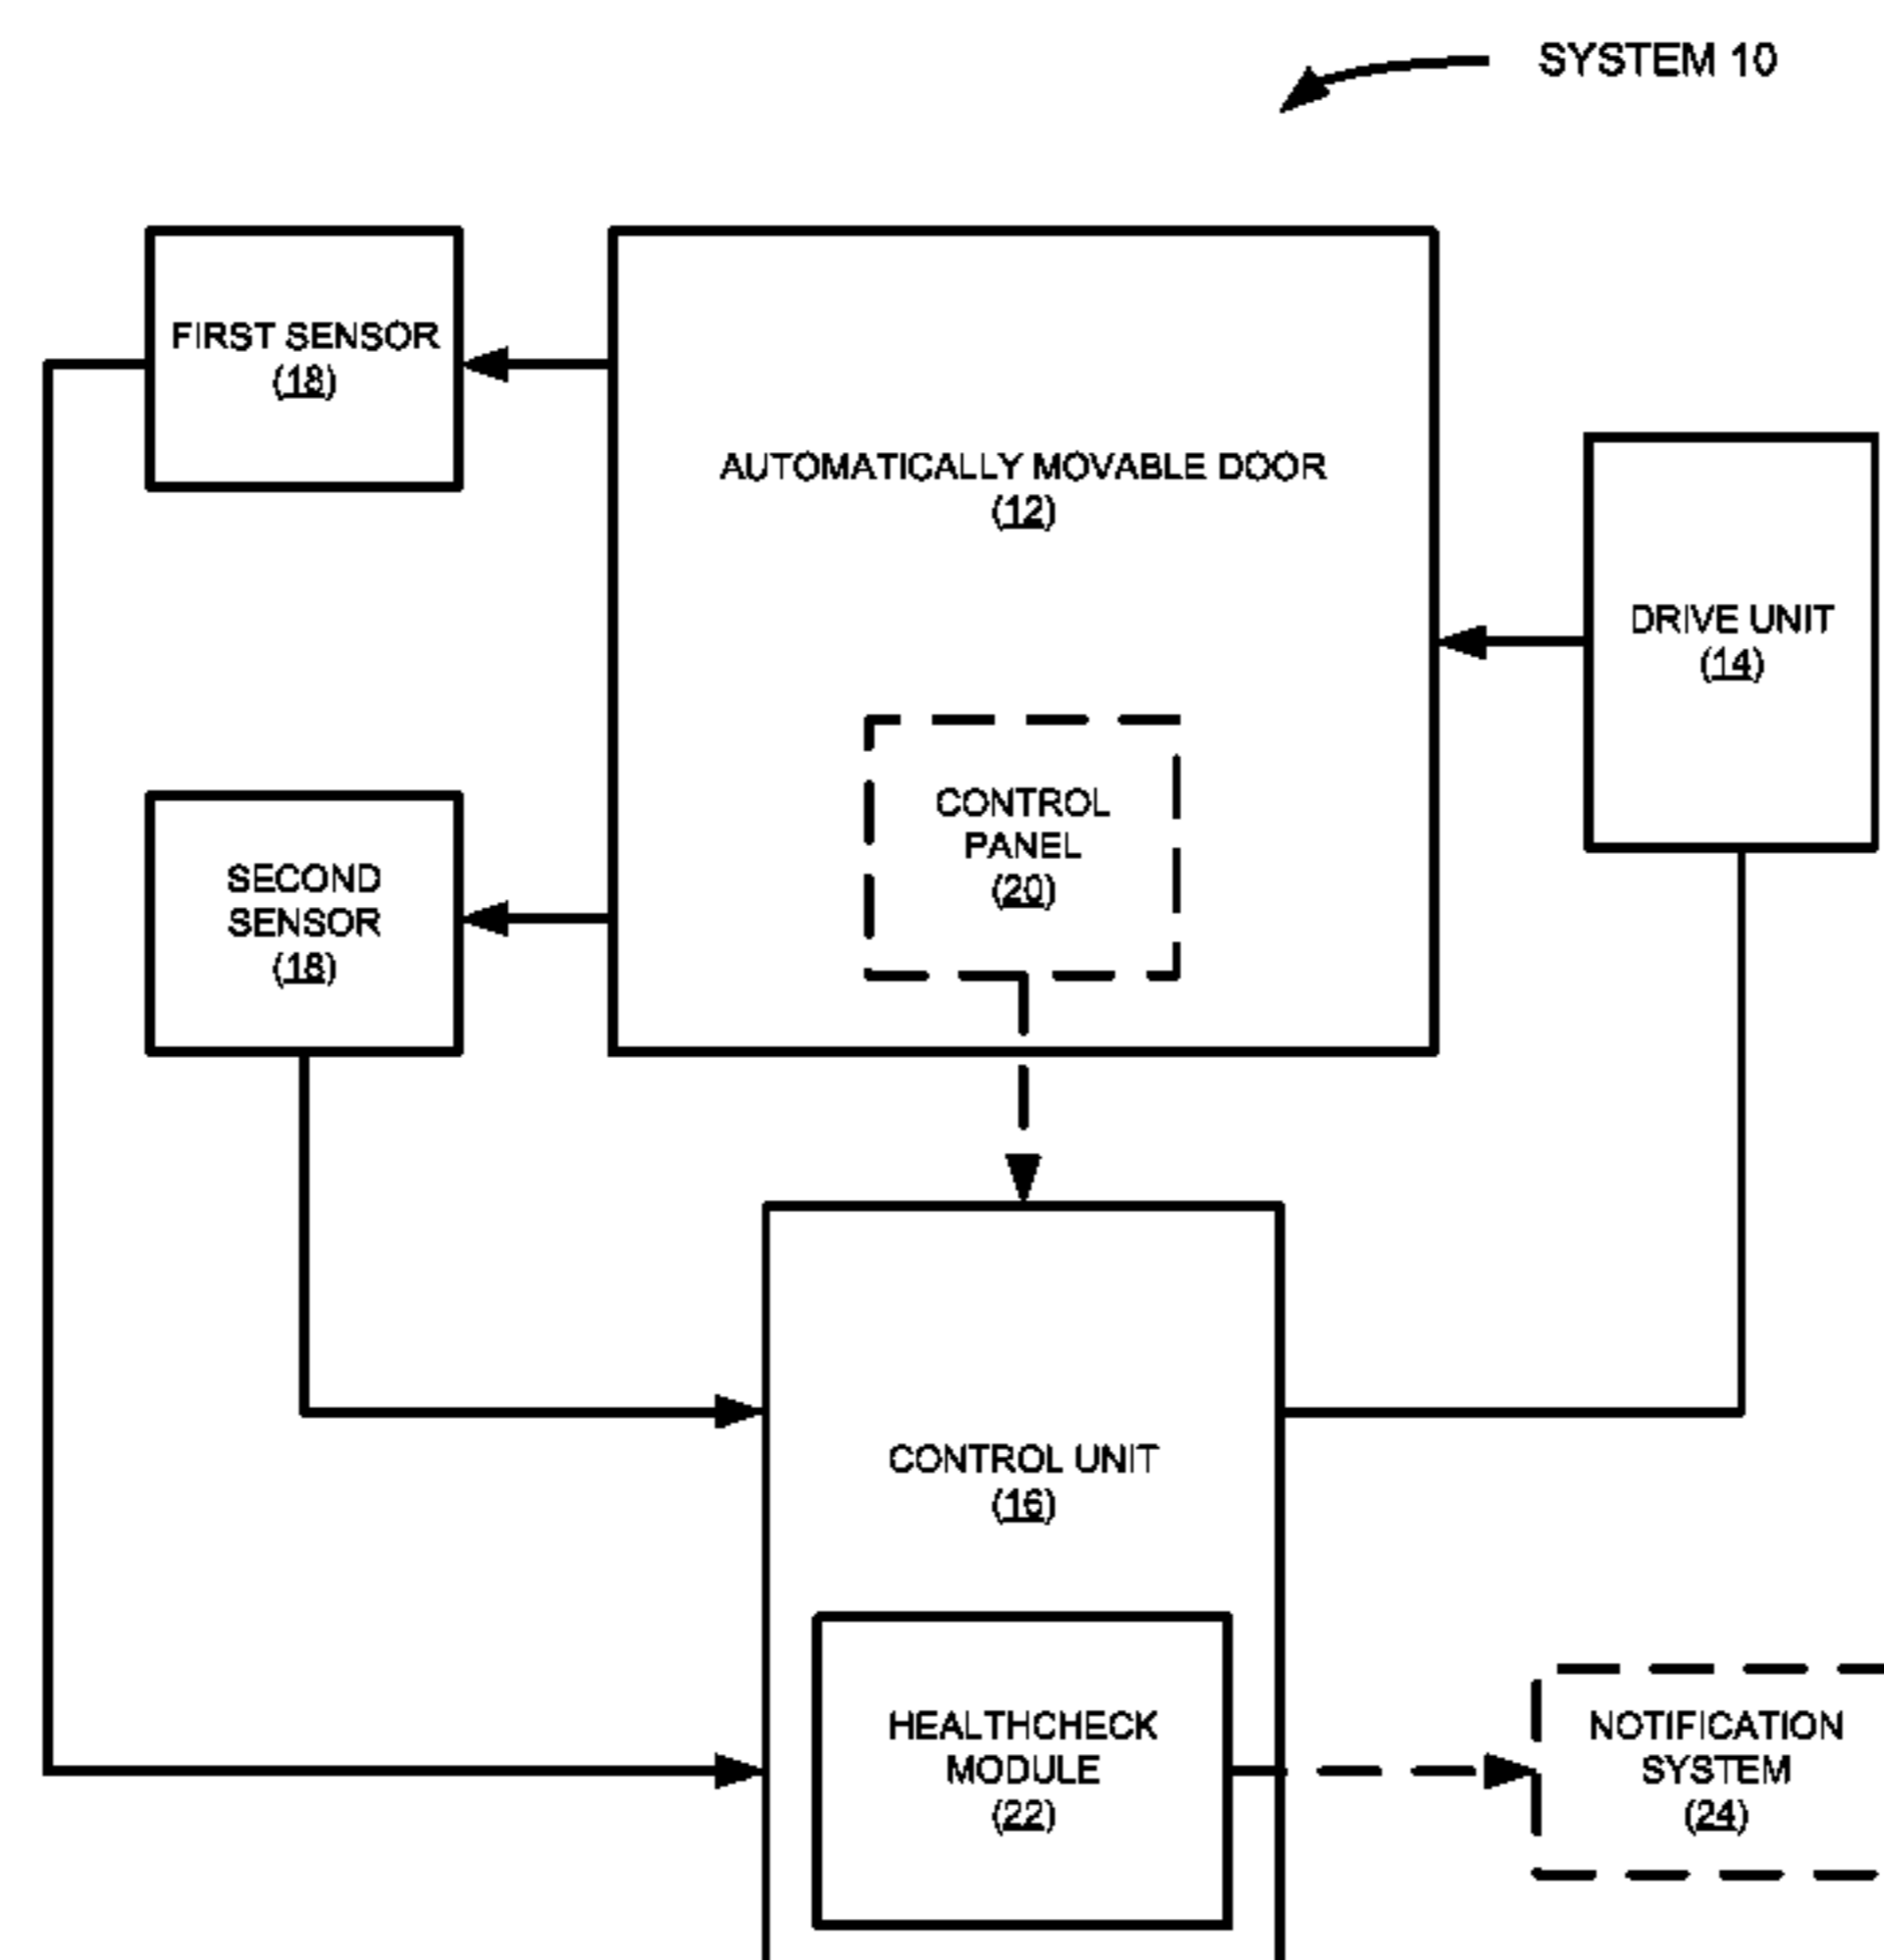 SYSTEM 10
FIRST SENSOR
(18)
AUTOMATICALLY MOVABLE DOOR
(12)
DRIVE UNIT
(14)
CONTROL
PANEL
(20)
SECOND
SENSOR
(18)
CONTROL UNIT
(16)
HEALTHCHECK
MODULE
(22)
NOTIFICATION
SYSTEM
(24)